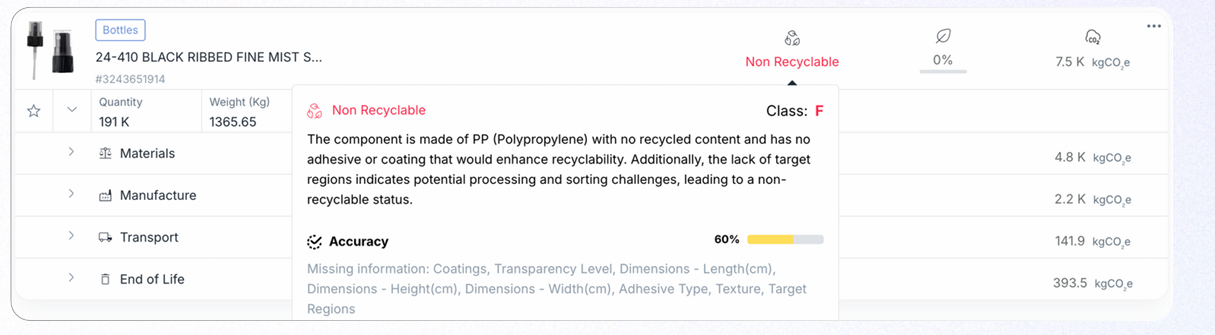 Bottles
24-410 BLACK RIBBED FINE MIST S...
#3243651914
Non Recyclable
0%
7.5 K kgCO2e
Quantity
191 K
Weight (Kg)
1365.65
Non Recyclable
Class: F
The component is made of PP (Polypropylene) with no recycled content and has no
adhesive or coating that would enhance recyclability. Additionally, the lack of target
regions indicates potential processing and sorting challenges, leading to a non-
recyclable status.
Accuracy
60%
Missing information: Coatings, Transparency Level, Dimensions - Length(cm),
Dimensions - Height(cm), Dimensions - Width(cm), Adhesive Type, Texture, Target
Regions
Materials
4.8 K kgCO2e
Manufacture
2.2 K kgCO2e
Transport
141.9 kgCO2e
End of Life
393.5 kgCO2e